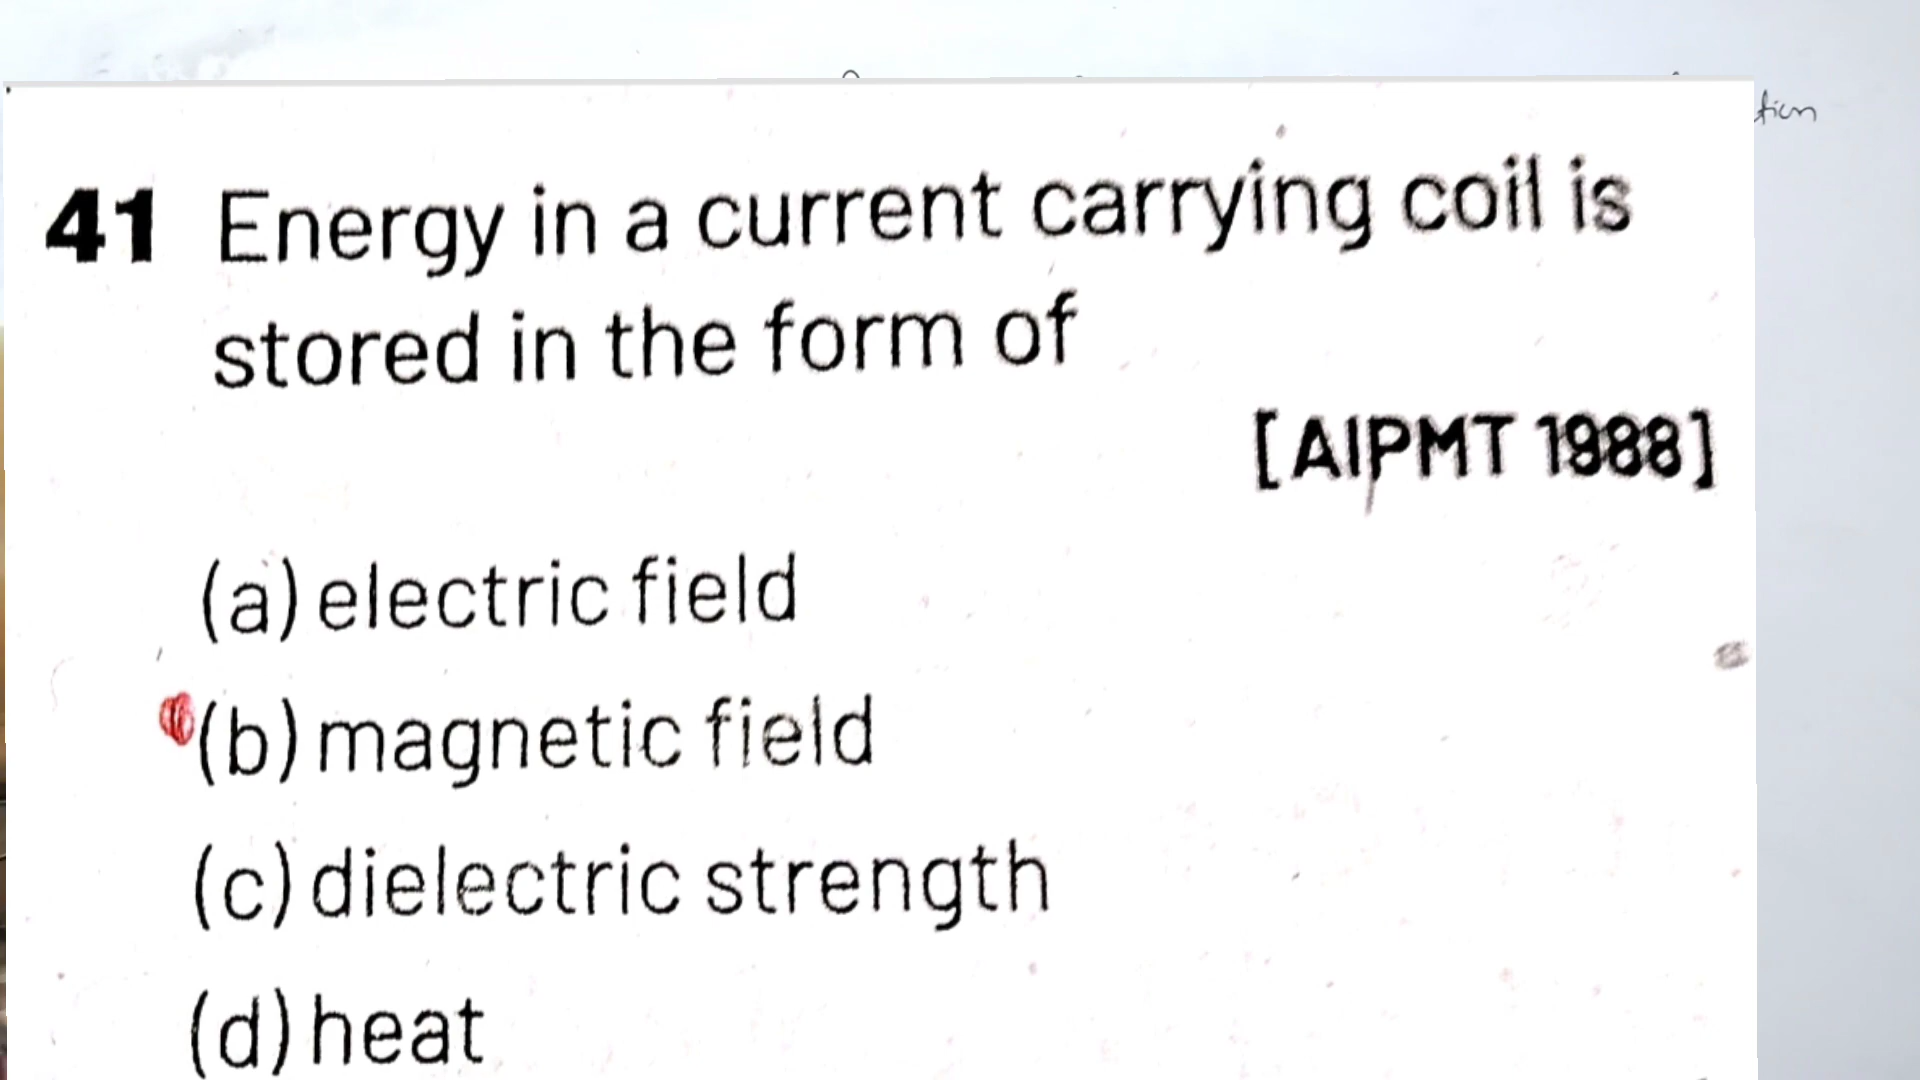 tion
41 Energy in a current carrying coil is
stored in the form of
[AIPMT 1988]
(a) electric field
(b) magnetic field
(c) dielectric strength
(d) heat